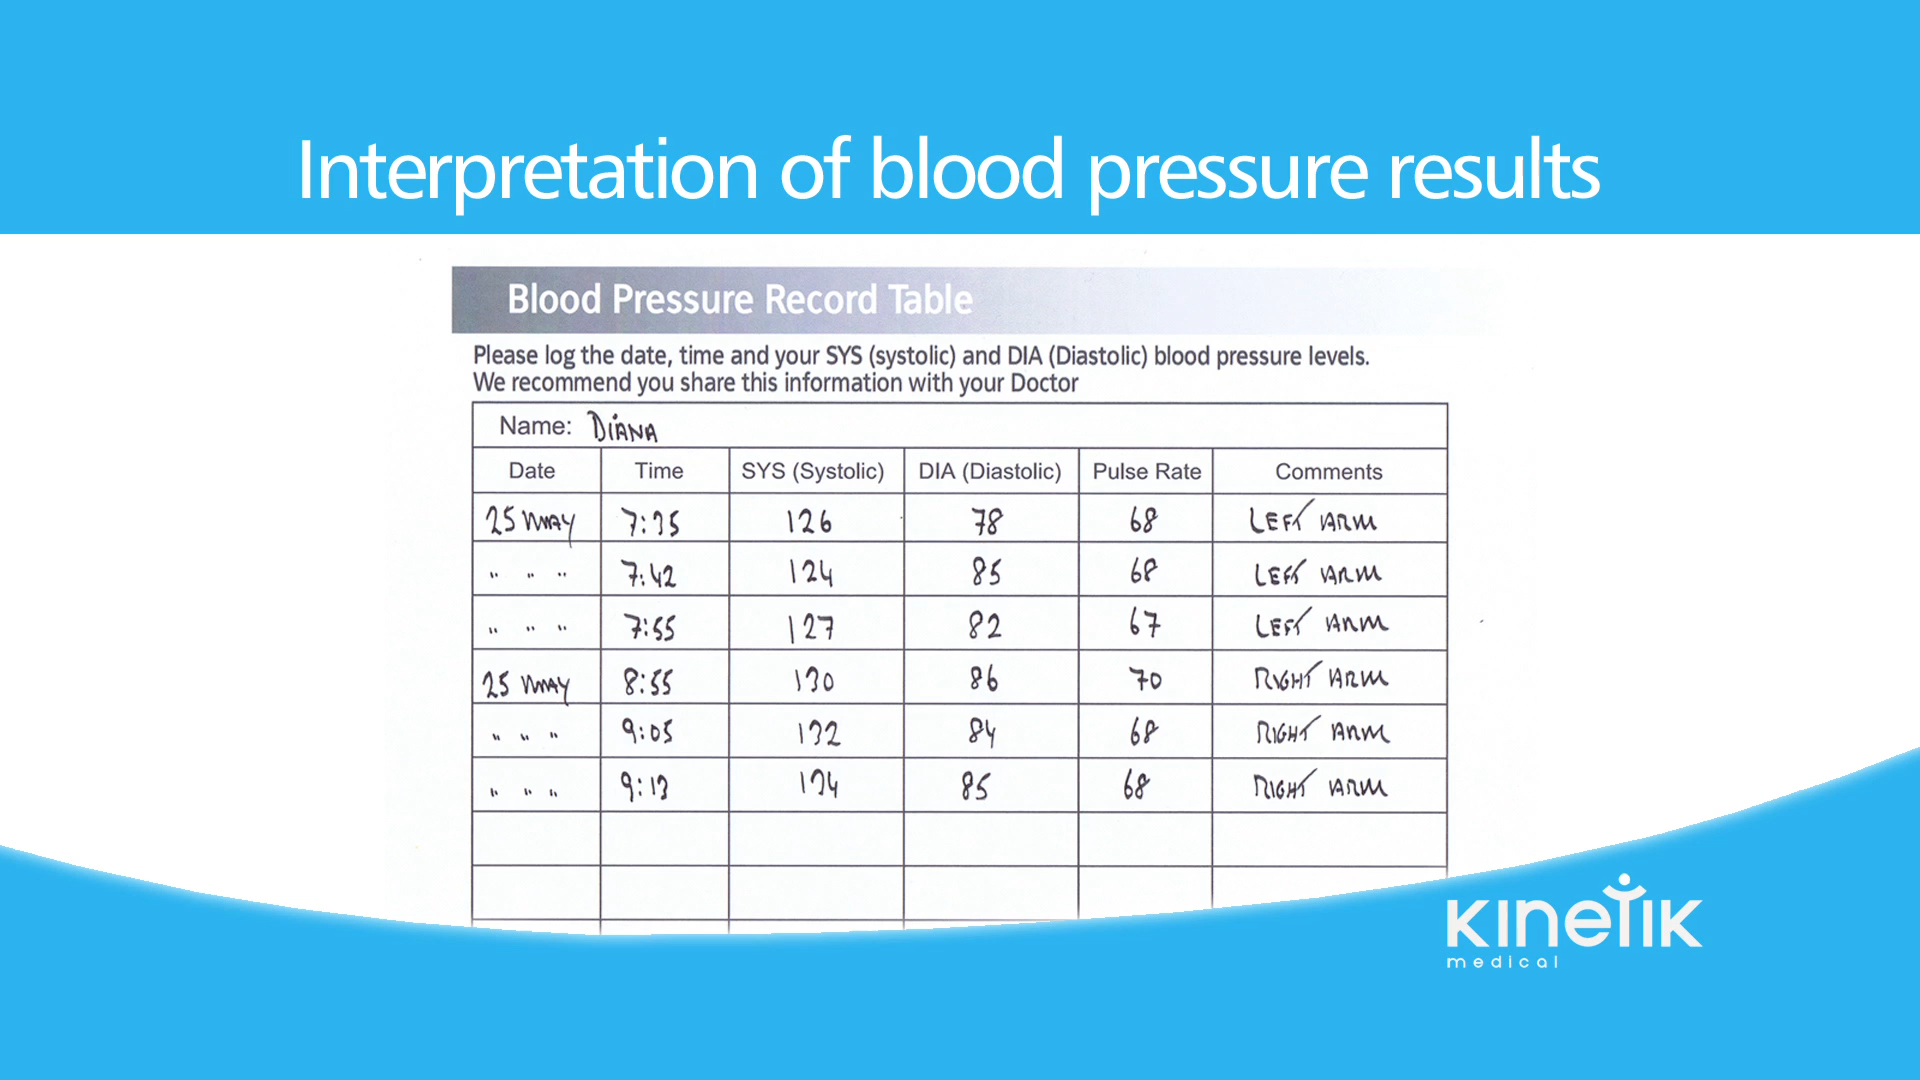 Interpretation of blood pressure results
Blood Pressure Record Table
Please log the date, time and your SYS (systolic) and DIA (Diastolic) blood pressure levels.
We recommend you share this information with your Doctor
Name: DIANA
Date Time SYS (Systolic) DIA (Diastolic) Pulse Rate Comments
25 MAY 7:35 126 78 68 LEFT ARM
" " " 7:42 124 85 68 LEFT ARM
" " " 7:55 127 82 67 LEFT ARM
25 MAY 8:55 130 86 70 RIGHT ARM
" " " 9:05 132 84 68 RIGHT ARM
" " " 9:13 134 85 68 RIGHT ARM
KINETIK
medical